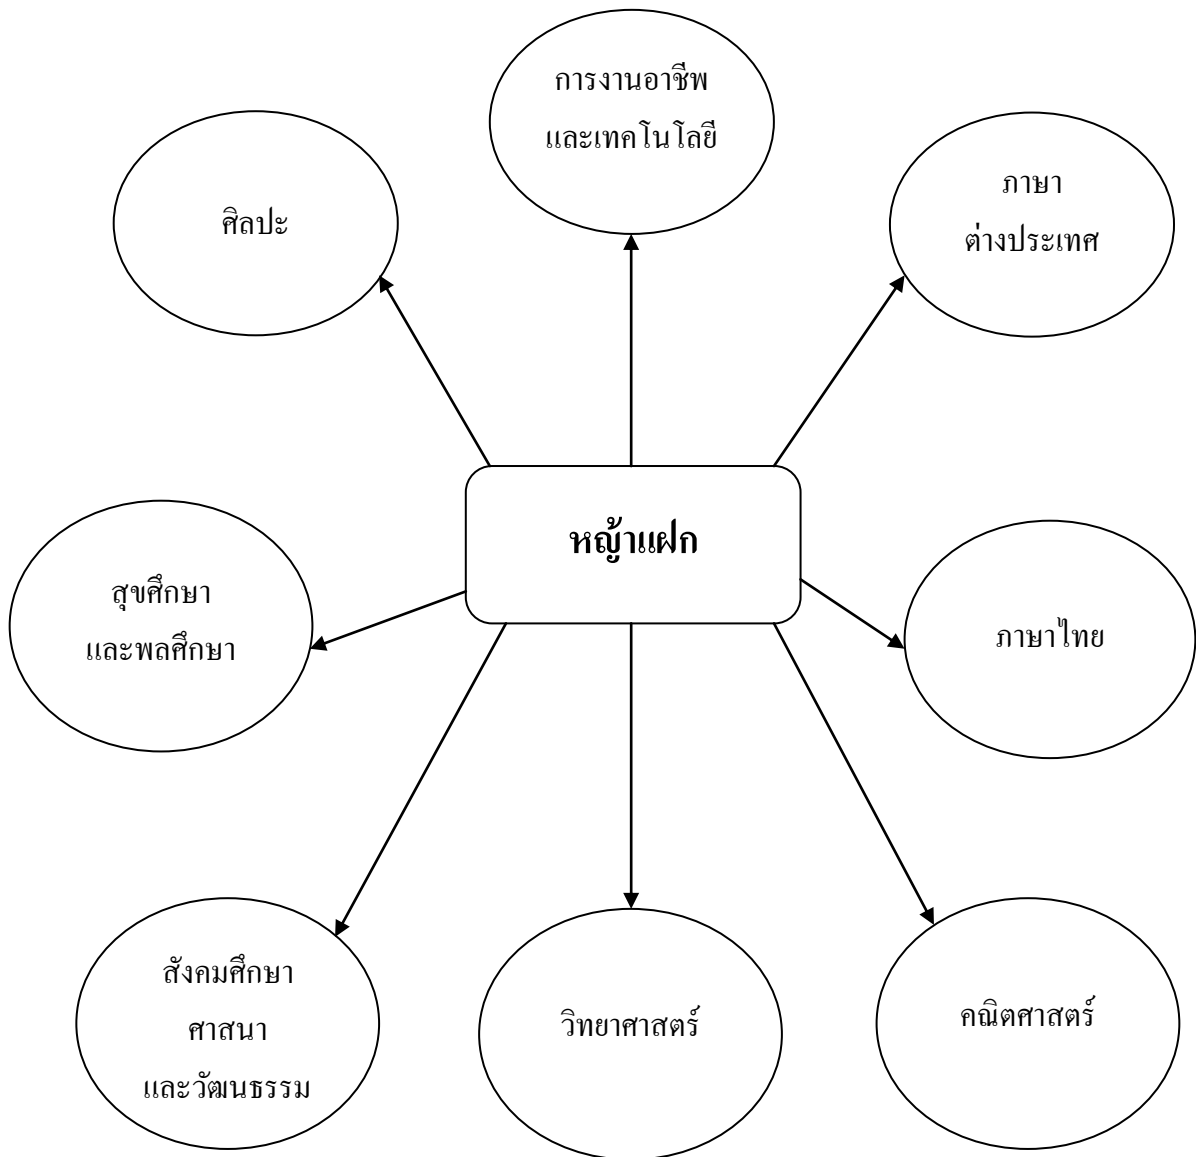 การงานอาชีพ
และเทคโนโลยี
ศิลปะ
ภาษา
ต่างประเทศ
หญ้าแฝก
สุขศึกษา
และพลศึกษา
ภาษาไทย
สังคมศึกษา
ศาสนา
และวัฒนธรรม
วิทยาศาสตร์
คณิตศาสตร์